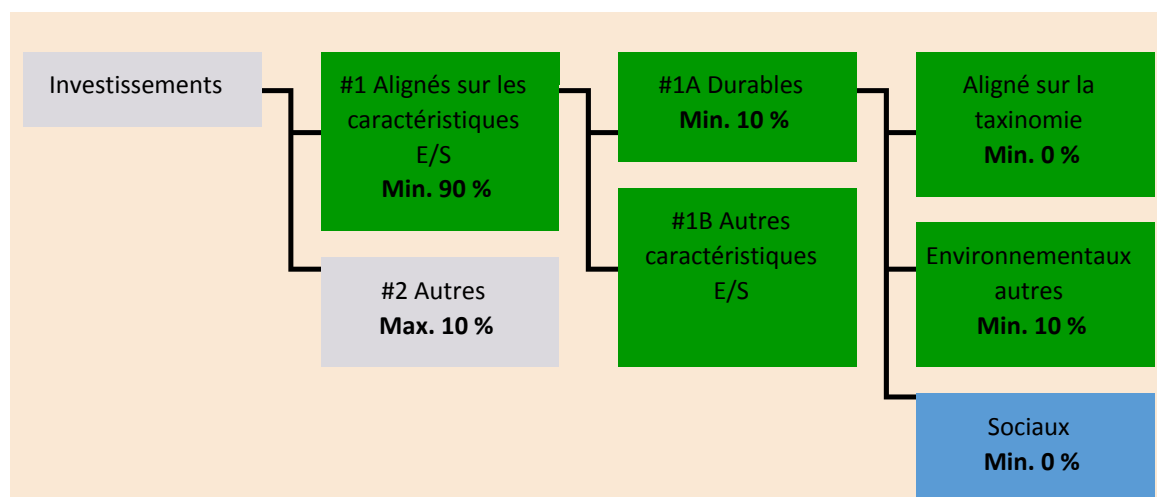 Investissements
#1 Alignés sur les
caractéristiques
E/S
Min. 90 %
#2 Autres
Max. 10 %
#1A Durables
Min. 10 %
#1B Autres
caractéristiques
E/S
Aligné sur la
taxinomie
Min. 0 %
Environnementaux
autres
Min. 10 %
Sociaux
Min. 0 %